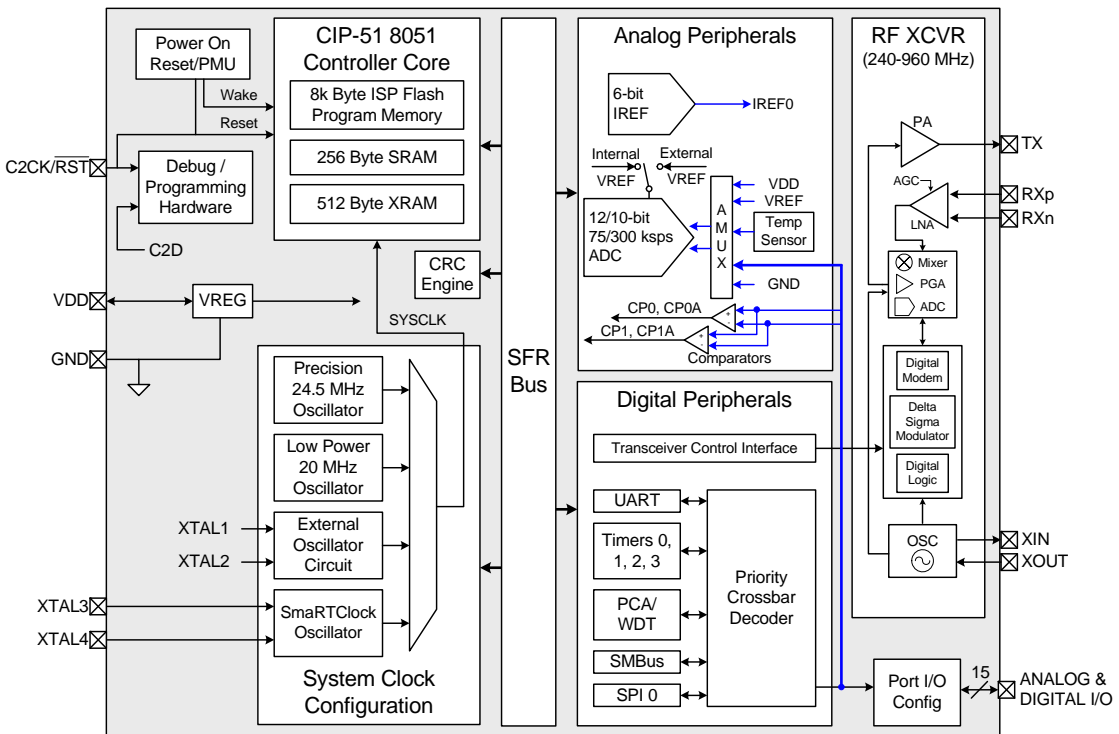 Power On
Reset/PMU
Wake
Reset
C2CK/RST
Debug /
Programming
Hardware
C2D
VDD
VREG
GND
CIP-51 8051
Controller Core
8k Byte ISP Flash
Program Memory
256 Byte SRAM
512 Byte XRAM
CRC
Engine
SYSCLK
Precision
24.5 MHz
Oscillator
Low Power
20 MHz
Oscillator
XTAL1
XTAL2
External
Oscillator
Circuit
XTAL3
XTAL4
SmaRTClock
Oscillator
System Clock
Configuration
SFR
Bus
Analog Peripherals
6-bit
IREF
IREF0
Internal
VREF
External
VREF
12/10-bit
75/300 ksps
ADC
A
M
U
X
VDD
VREF
Temp
Sensor
GND
CP0, CP0A
+
-
CP1, CP1A
+
-
Comparators
Digital Peripherals
Transceiver Control Interface
UART
Timers 0,
1, 2, 3
PCA/
WDT
SMBus
SPI 0
Priority
Crossbar
Decoder
RF XCVR
(240-960 MHz)
PA
TX
AGC
LNA
RXp
RXn
Mixer
PGA
ADC
Digital
Modem
Delta
Sigma
Modulator
Digital
Logic
OSC
XIN
XOUT
Port I/O
Config
15
ANALOG &
DIGITAL I/O